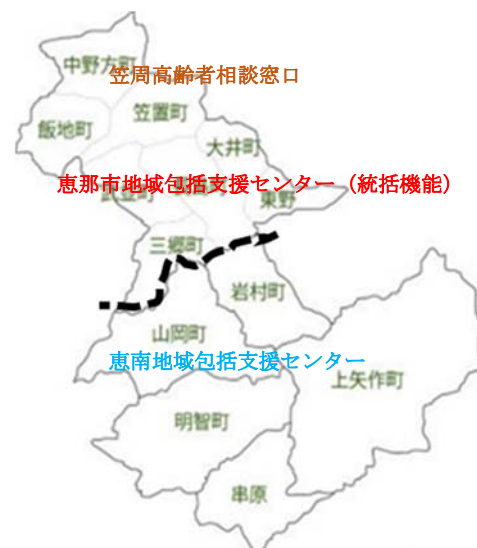 中野方町
笠周高齢者相談窓口
笠置町
飯地町
大井町
恵那市地域包括支援センター（統括機能）
東野
三郷町
岩村町
山岡町
恵南地域包括支援センター
上矢作町
明智町
串原